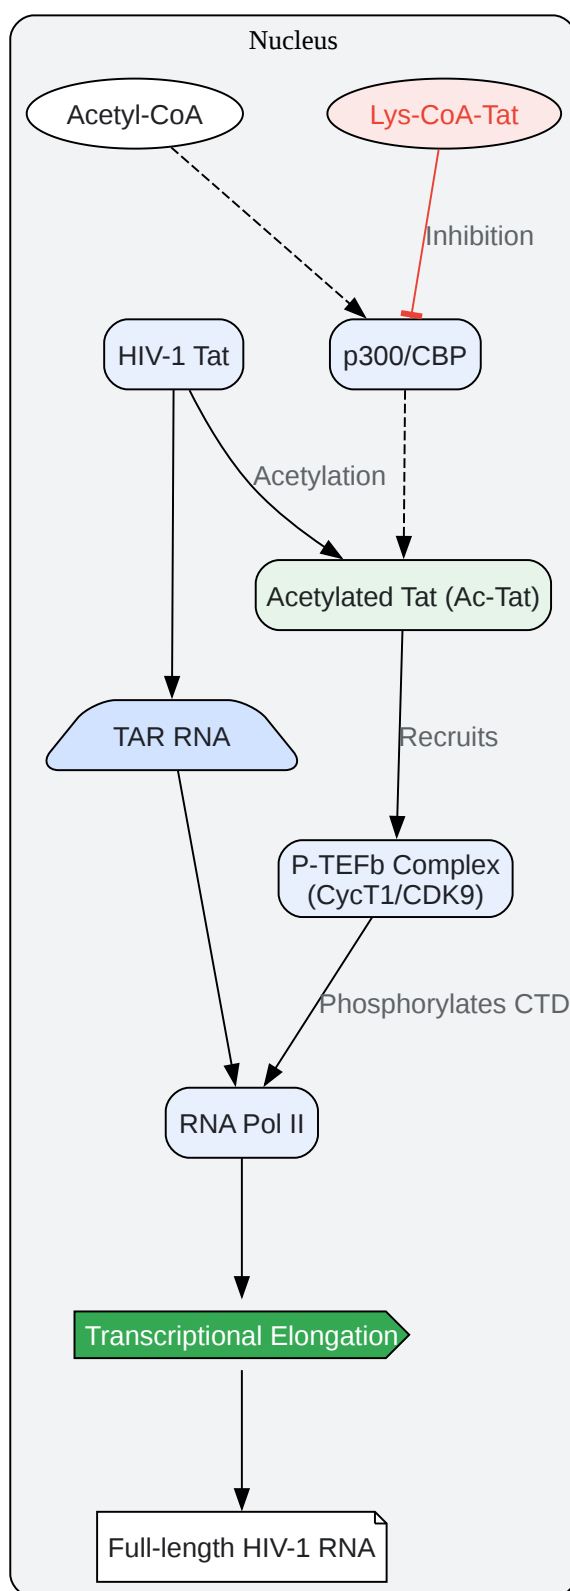 Nucleus
Acetyl-CoA
Lys-CoA-Tat
Inhibition
HIV-1 Tat
p300/CBP
Acetylation
Acetylated Tat (Ac-Tat)
TAR RNA
Recruits
P-TEFb Complex
(CycT1/CDK9)
Phosphorylates CTD
RNA Pol II
Transcriptional Elongation
Full-length HIV-1 RNA